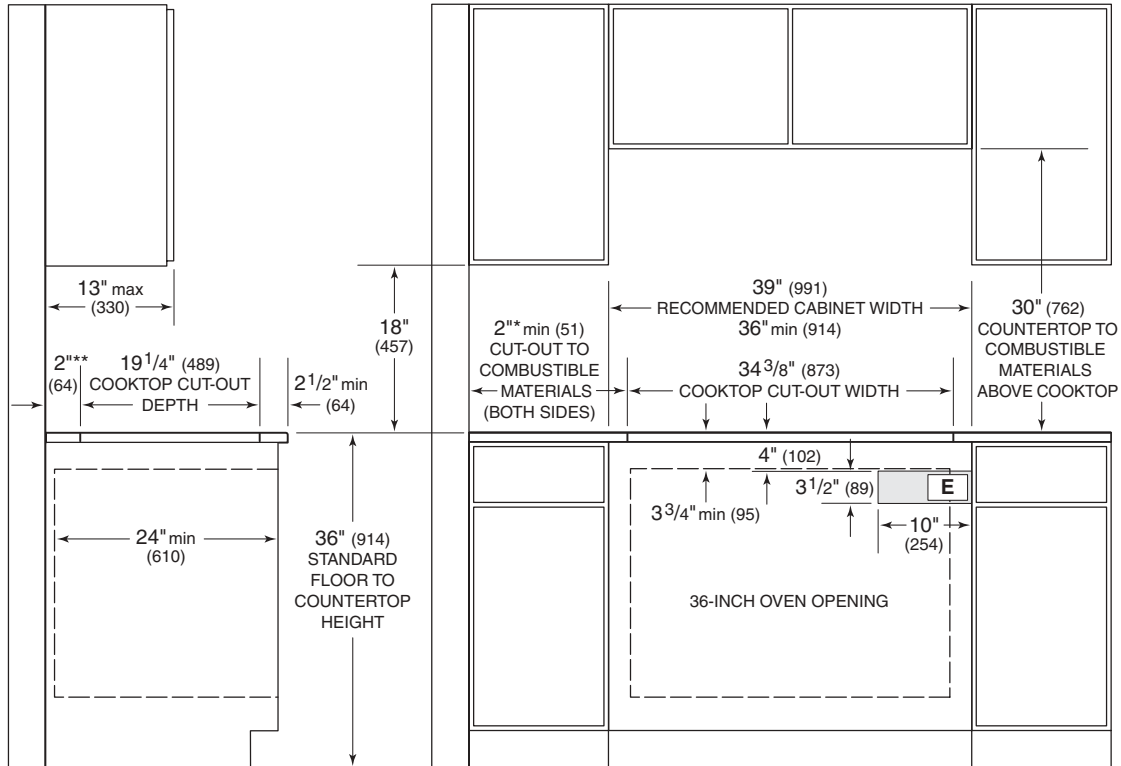 13" max
(330)
2"**
(64)
19 1/4" (489)
COOKTOP CUT-OUT
DEPTH
2 1/2" min
(64)
18"
(457)
2"* min (51)
CUT-OUT TO
COMBUSTIBLE
MATERIALS
(BOTH SIDES)
39" (991)
RECOMMENDED CABINET WIDTH
36" min (914)
34 3/8" (873)
COOKTOP CUT-OUT WIDTH
30" (762)
COUNTERTOP TO
COMBUSTIBLE
MATERIALS
ABOVE COOKTOP
24" min
(610)
36" (914)
STANDARD
FLOOR TO
COUNTERTOP
HEIGHT
4" (102)
3 1/2" (89)
E
3 3/4" min (95)
10"
(254)
36-INCH OVEN OPENING